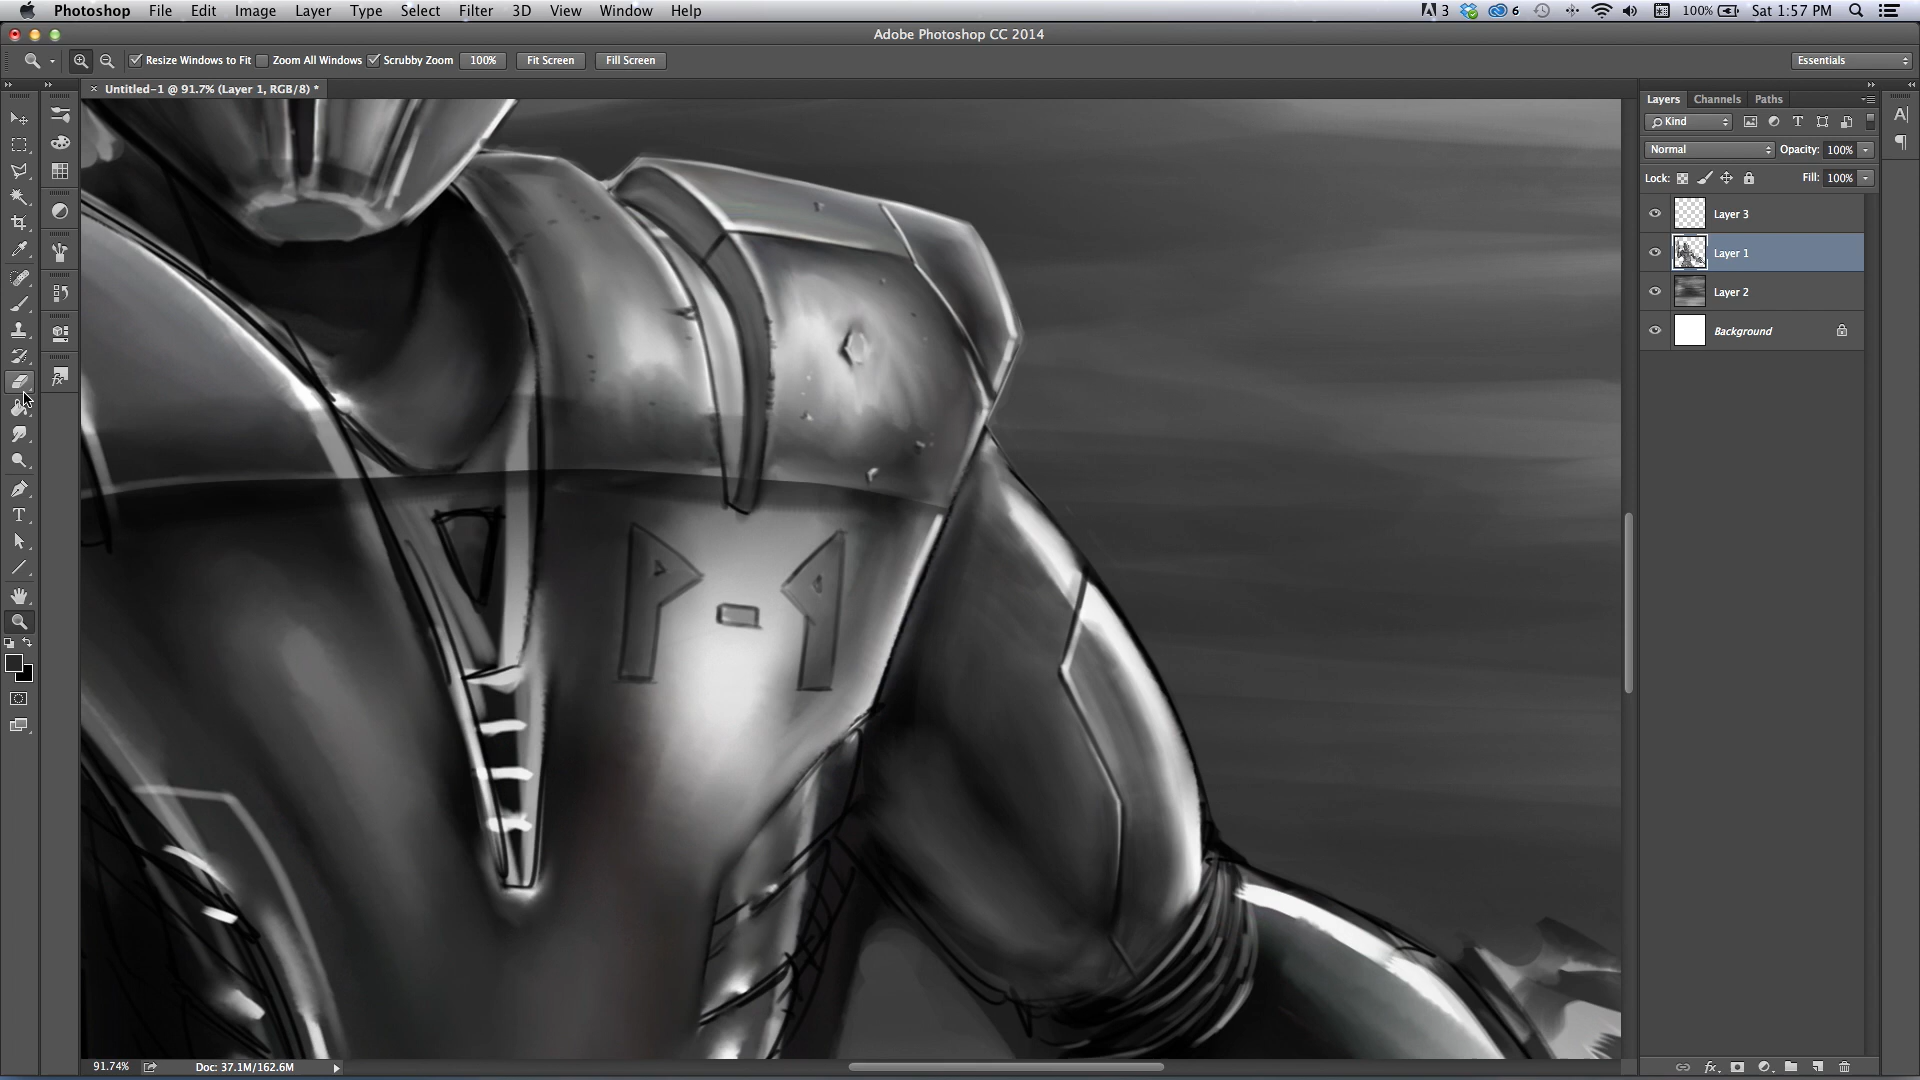 Photoshop File Edit Image Layer Type Select Filter 3D View Window Help 3 6 100% Sat 1:57 PM
Adobe Photoshop CC 2014
Resize Windows to Fit Zoom All Windows Scrubby Zoom 100% Fit Screen Fill Screen Essentials
Untitled-1 @ 91.7% (Layer 1, RGB/8) *
Layers Channels Paths
Kind
Normal Opacity: 100%
Lock: Fill: 100%
Layer 3
Layer 1
Layer 2
Background
P-1
91.74% Doc: 37.1M/162.6M